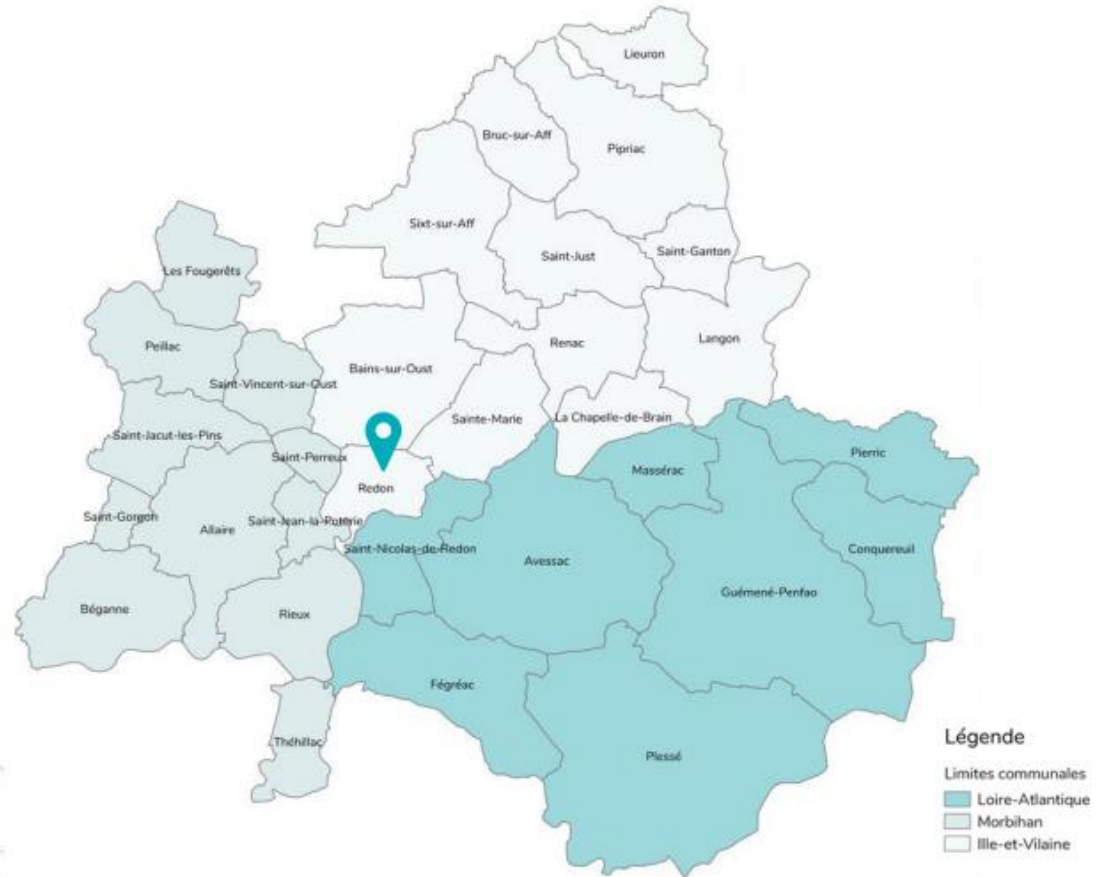 Lieuron
Bruc-sur-Aff
Pipriac
Sixt-sur-Aff
Saint-Just
Saint-Ganton
Les Fougerêts
Peillac
Renac
Langon
Bains-sur-Oust
Saint-Vincent-sur-Oust
Sainte-Marie
La Chapelle-de-Brain
Saint-Jacut-les-Pins
Saint-Perreux
Pierric
Massérac
Redon
Saint-Gorgon
Allaire
Saint-Jean-la-Poterie
Saint-Nicolas-de-Redon
Avessac
Conquereuil
Guémené-Penfao
Béganne
Rieux
Fégréac
Théhillac
Plessé
Légende
Limites communales
Loire-Atlantique
Morbihan
Ille-et-Vilaine